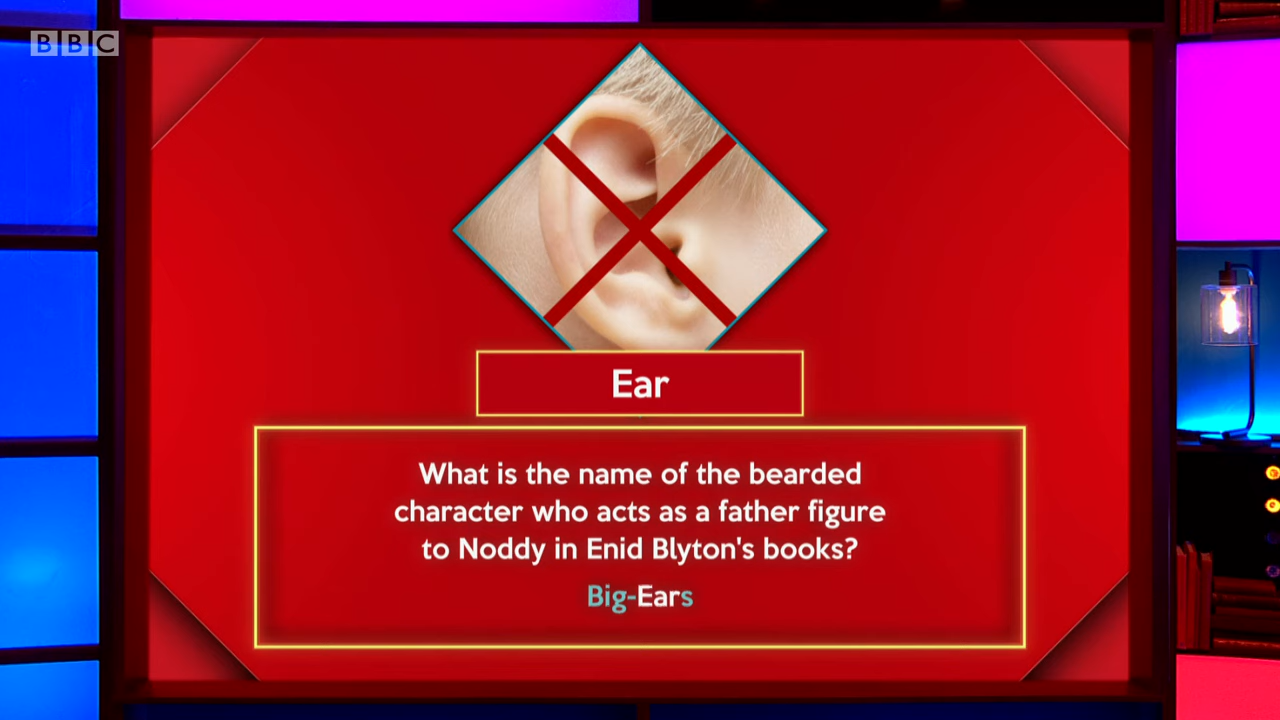 BBC
Ear
What is the name of the bearded
character who acts as a father figure
to Noddy in Enid Blyton's books?
Big-Ears